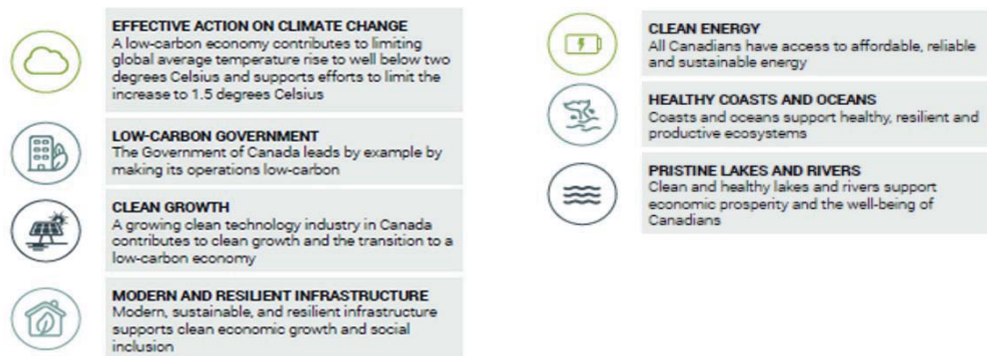 EFFECTIVE ACTION ON CLIMATE CHANGE
A low-carbon economy contributes to limiting
global average temperature rise to well below two
degrees Celsius and supports efforts to limit the
increase to 1.5 degrees Celsius
LOW-CARBON GOVERNMENT
The Government of Canada leads by example by
making its operations low-carbon
CLEAN GROWTH
A growing clean technology industry in Canada
contributes to clean growth and the transition to a
low-carbon economy
MODERN AND RESILIENT INFRASTRUCTURE
Modern, sustainable, and resilient infrastructure
supports clean economic growth and social
inclusion
CLEAN ENERGY
All Canadians have access to affordable, reliable
and sustainable energy
HEALTHY COASTS AND OCEANS
Coasts and oceans support healthy, resilient and
productive ecosystems
PRISTINE LAKES AND RIVERS
Clean and healthy lakes and rivers support
economic prosperity and the well-being of
Canadians